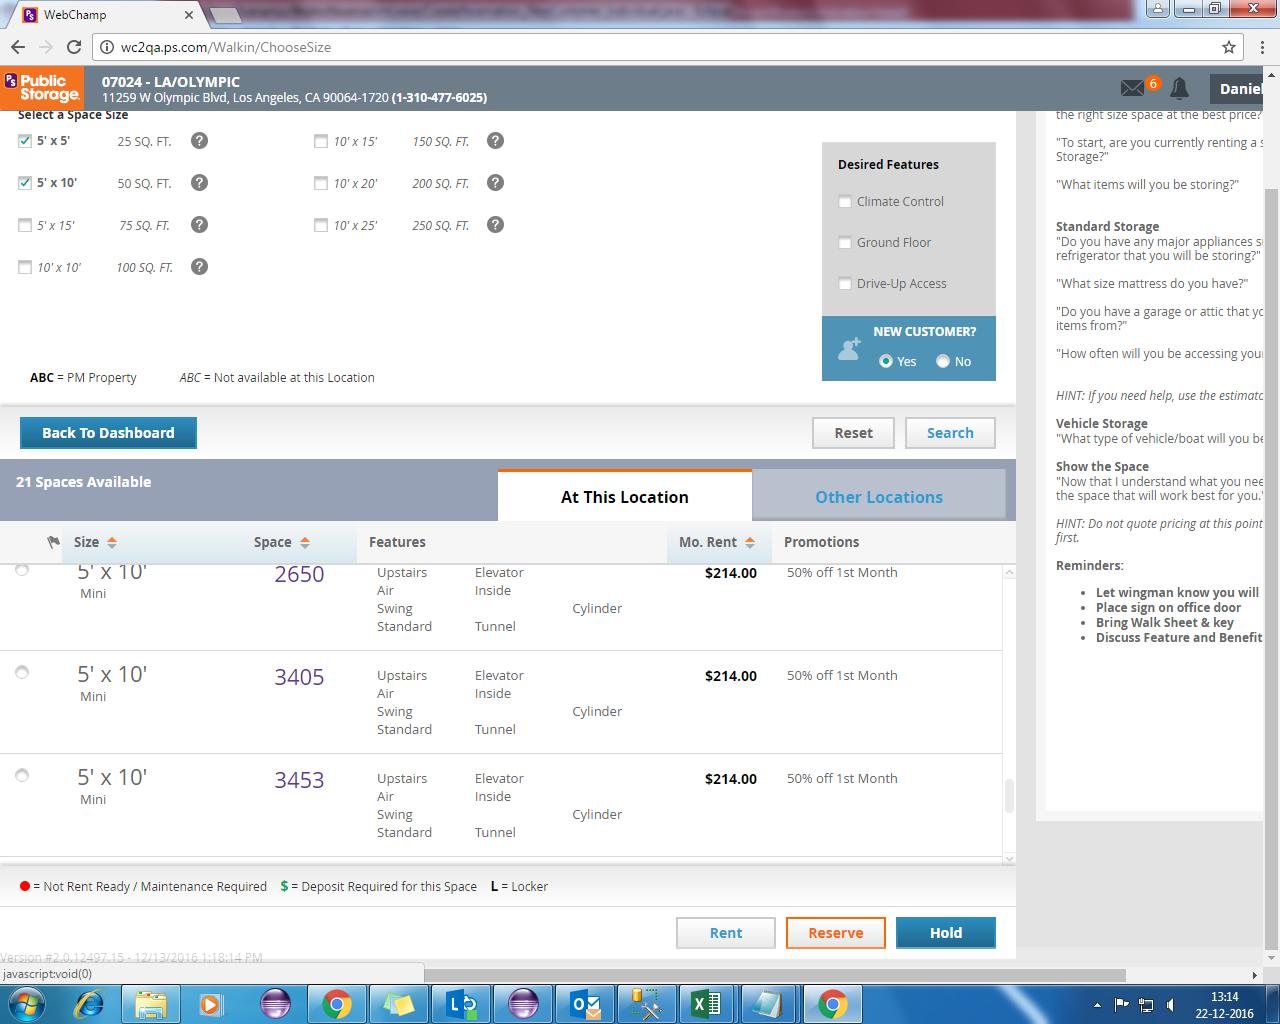 WebChamp
wc2qa.ps.com/Walkin/ChooseSize
PS Public Storage.
07024 - LA/OLYMPIC
11259 W Olympic Blvd, Los Angeles, CA 90064-1720 (1-310-477-6025)
6
Daniel
Select a Space Size
5' x 5' 25 SQ. FT. ? 10' x 15' 150 SQ. FT. ?
5' x 10' 50 SQ. FT. ? 10' x 20' 200 SQ. FT. ?
5' x 15' 75 SQ. FT. ? 10' x 25' 250 SQ. FT. ?
10' x 10' 100 SQ. FT. ?
Desired Features
Climate Control
Ground Floor
Drive-Up Access
NEW CUSTOMER?
Yes No
ABC = PM Property ABC = Not available at this Location
Back To Dashboard Reset Search
21 Spaces Available At This Location Other Locations
Size Space Features Mo. Rent Promotions
5' x 10' 2650 Upstairs Elevator $214.00 50% off 1st Month
Mini Air Inside
Swing Cylinder
Standard Tunnel
5' x 10' 3405 Upstairs Elevator $214.00 50% off 1st Month
Mini Air Inside
Swing Cylinder
Standard Tunnel
5' x 10' 3453 Upstairs Elevator $214.00 50% off 1st Month
Mini Air Inside
Swing Cylinder
Standard Tunnel
= Not Rent Ready / Maintenance Required $ = Deposit Required for this Space L = Locker
Rent Reserve Hold
Version #2.0.12497.15 - 12/13/2016 1:18:14 PM
javascript:void(0)
the right size space at the best price?
"To start, are you currently renting a s
Storage?"
"What items will you be storing?"
Standard Storage
"Do you have any major appliances s
refrigerator that you will be storing?"
"What size mattress do you have?"
"Do you have a garage or attic that yo
items from?"
"How often will you be accessing you
HINT: If you need help, use the estimato
Vehicle Storage
"What type of vehicle/boat will you be
Show the Space
"Now that I understand what you nee
the space that will work best for you."
HINT: Do not quote pricing at this point
first.
Reminders:
• Let wingman know you will
• Place sign on office door
• Bring Walk Sheet & key
• Discuss Feature and Benefit
13:14
22-12-2016